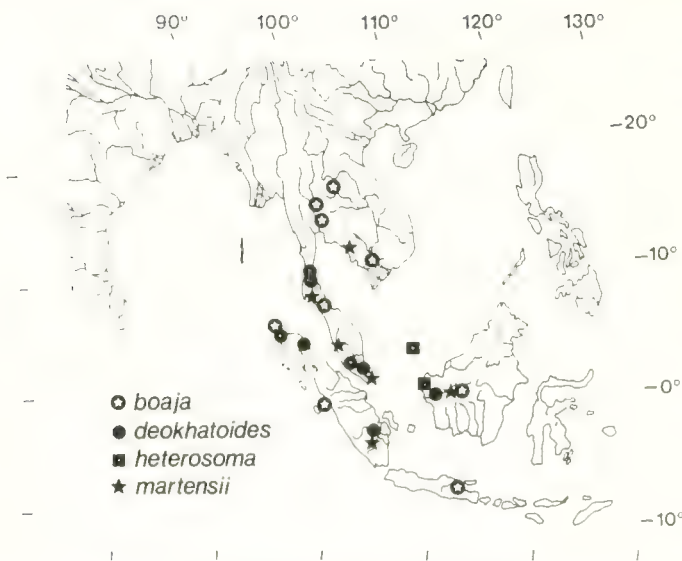 90° 100° 110° 120° 130°
–20°
–10°
–0°
–10°
boaja
deokhatoides
heterosoma
martensii